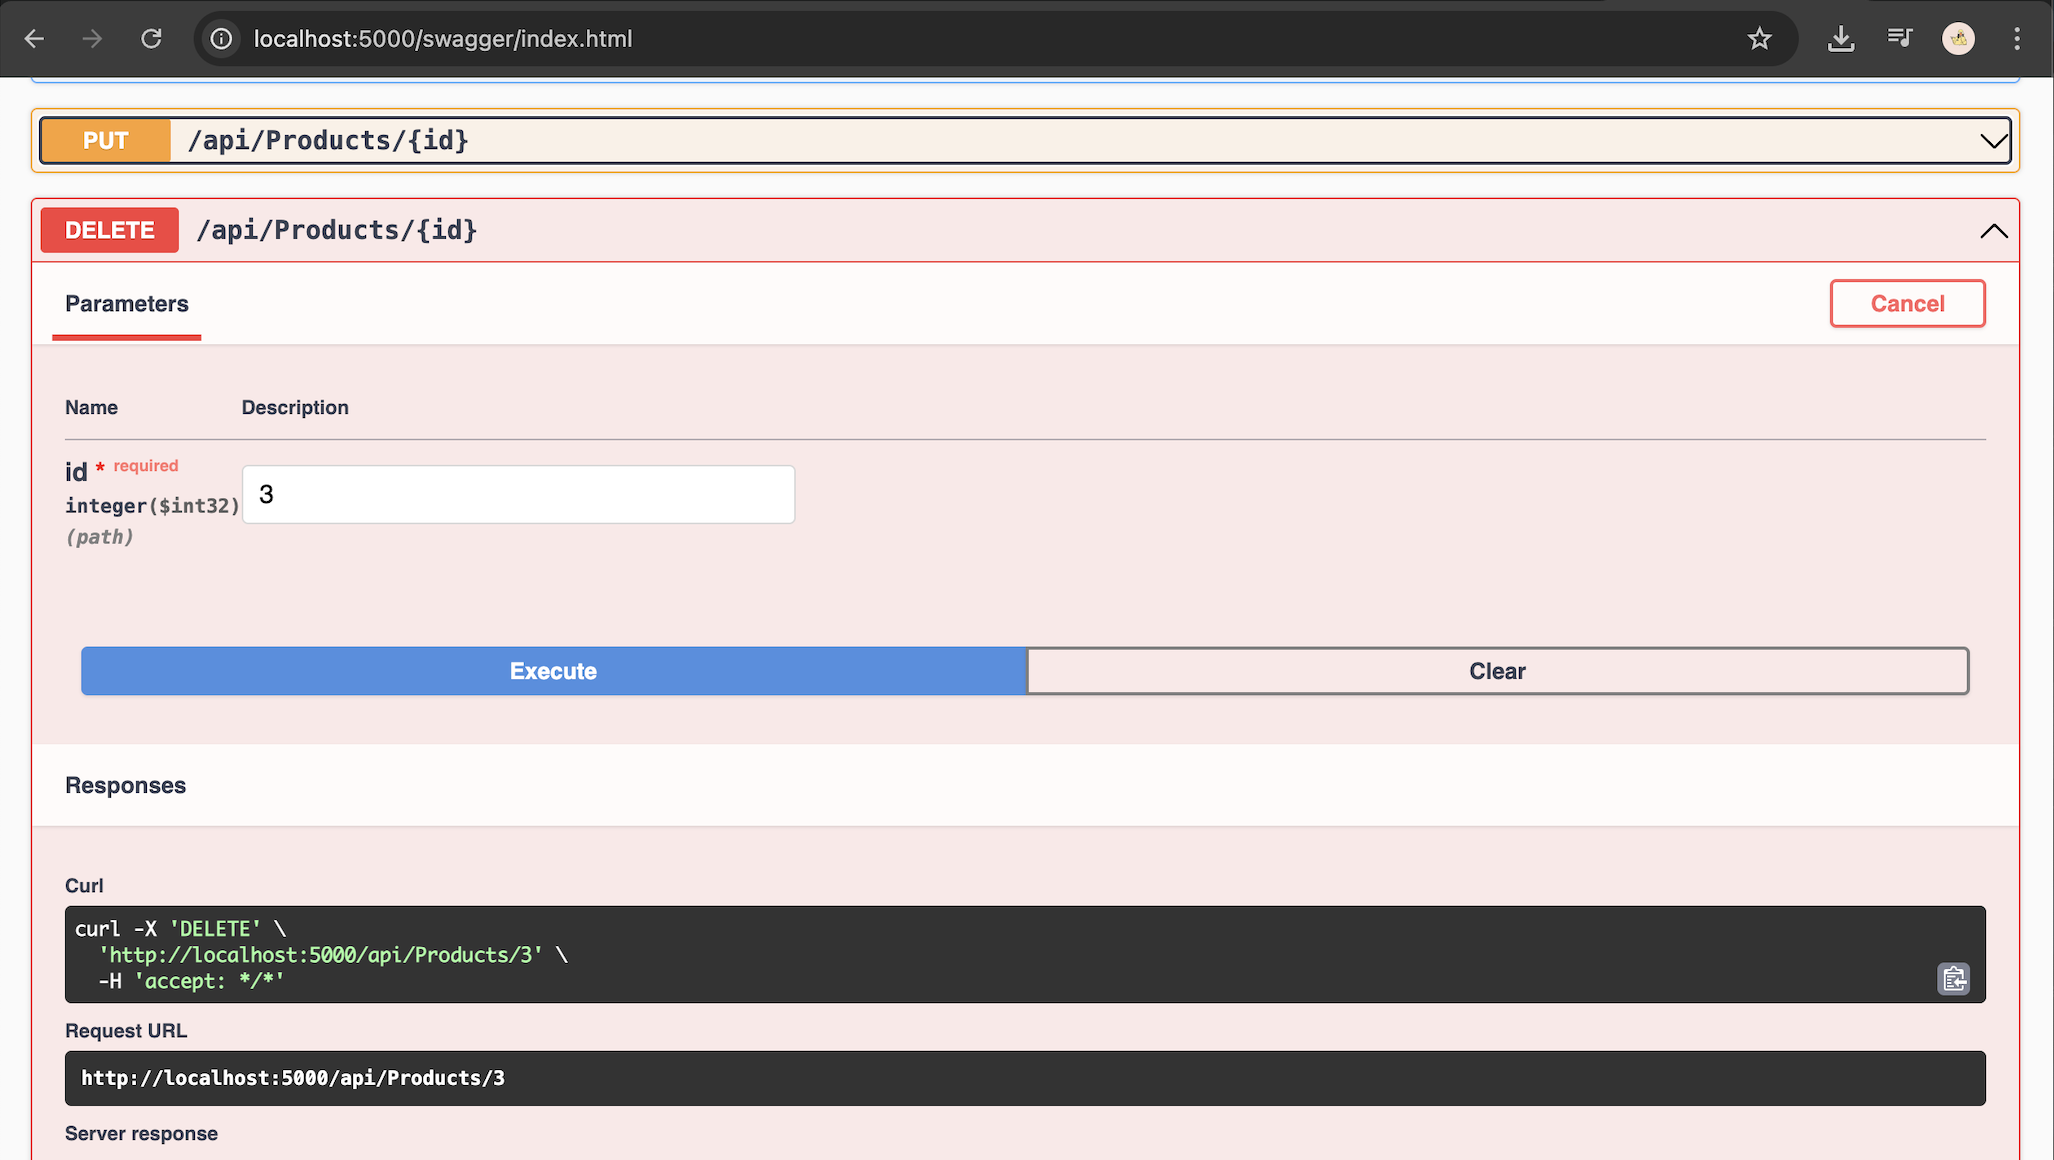 localhost:5000/swagger/index.html
PUT /api/Products/{id}
DELETE /api/Products/{id}
Parameters
Cancel
Name Description
id * required
integer($int32)
(path)
3
Execute Clear
Responses
Curl
curl -X 'DELETE' \
'http://localhost:5000/api/Products/3' \
-H 'accept: */*'
Request URL
http://localhost:5000/api/Products/3
Server response